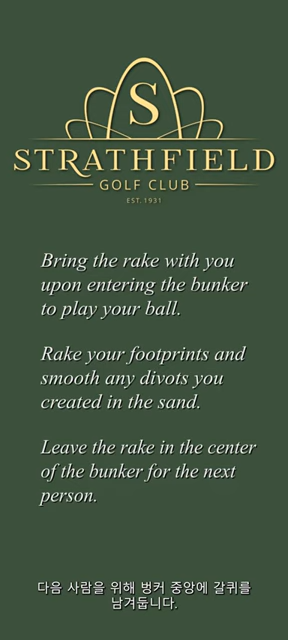 S
STRATHFIELD
GOLF CLUB
EST. 1931
Bring the rake with you
upon entering the bunker
to play your ball.
Rake your footprints and
smooth any divots you
created in the sand.
Leave the rake in the center
of the bunker for the next
person.
다음 사람을 위해 벙커 중앙에 갈퀴를
남겨둡니다.